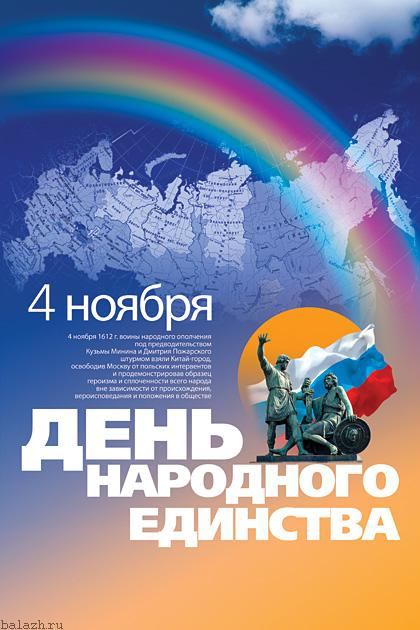 4 ноября
4 ноября 1612 г. воины народного ополчения
под предводительством
Кузьмы Минина и Дмитрия Пожарского
штурмом взяли Китай-город,
освободив Москву от польских интервентов
и продемонстрировав образец
героизма и сплоченности всего народа
вне зависимости от происхождения,
вероисповедания и положения в обществе
ДЕНЬ
НАРОДНОГО
ЕДИНСТВА
balazh.ru